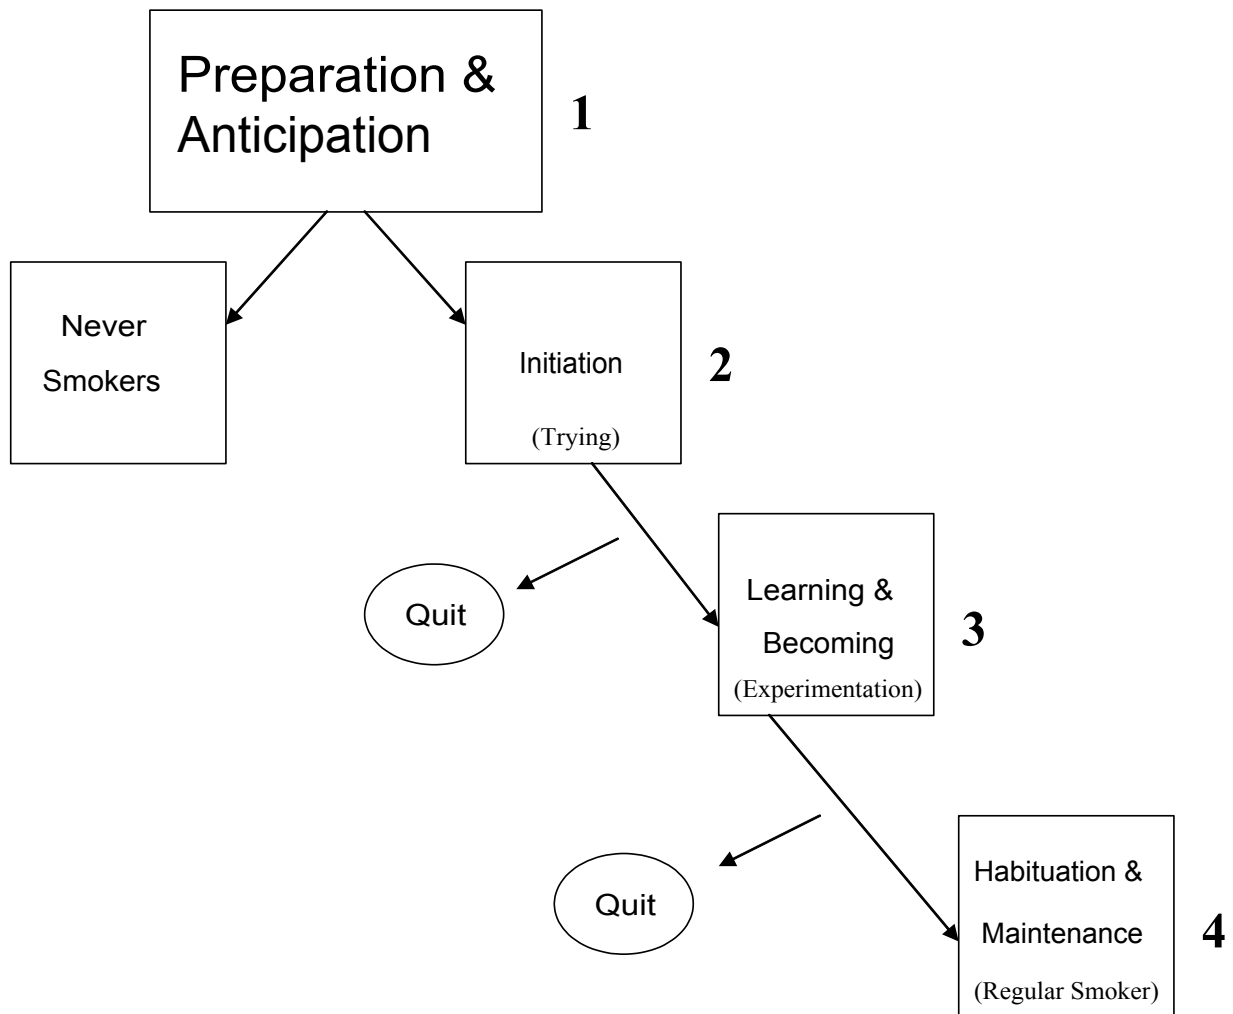 Preparation &
Anticipation
1
Never
Smokers
Initiation
(Trying)
2
Quit
Learning &
Becoming
(Experimentation)
3
Quit
Habituation &
Maintenance
(Regular Smoker)
4